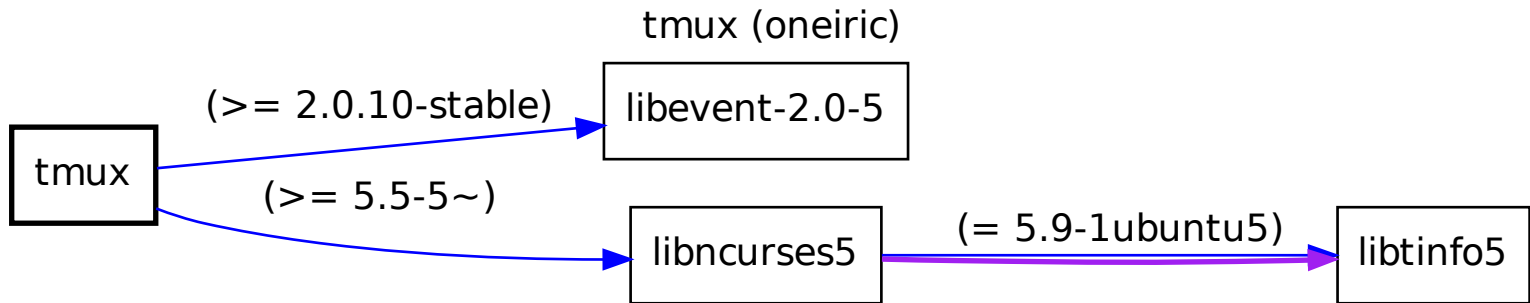 tmux (oneiric)
(>= 2.0.10-stable)
libevent-2.0-5
tmux
(>= 5.5-5~)
libncurses5
(= 5.9-1ubuntu5)
libtinfo5